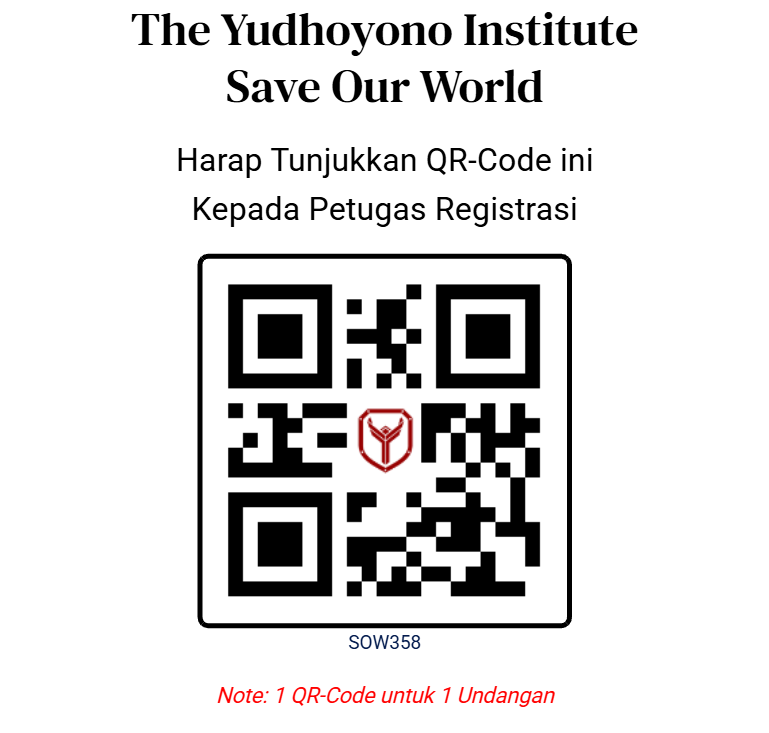 The Yudhoyono Institute
Save Our World
Harap Tunjukkan QR-Code ini
Kepada Petugas Registrasi
SOW358
Note: 1 QR-Code untuk 1 Undangan